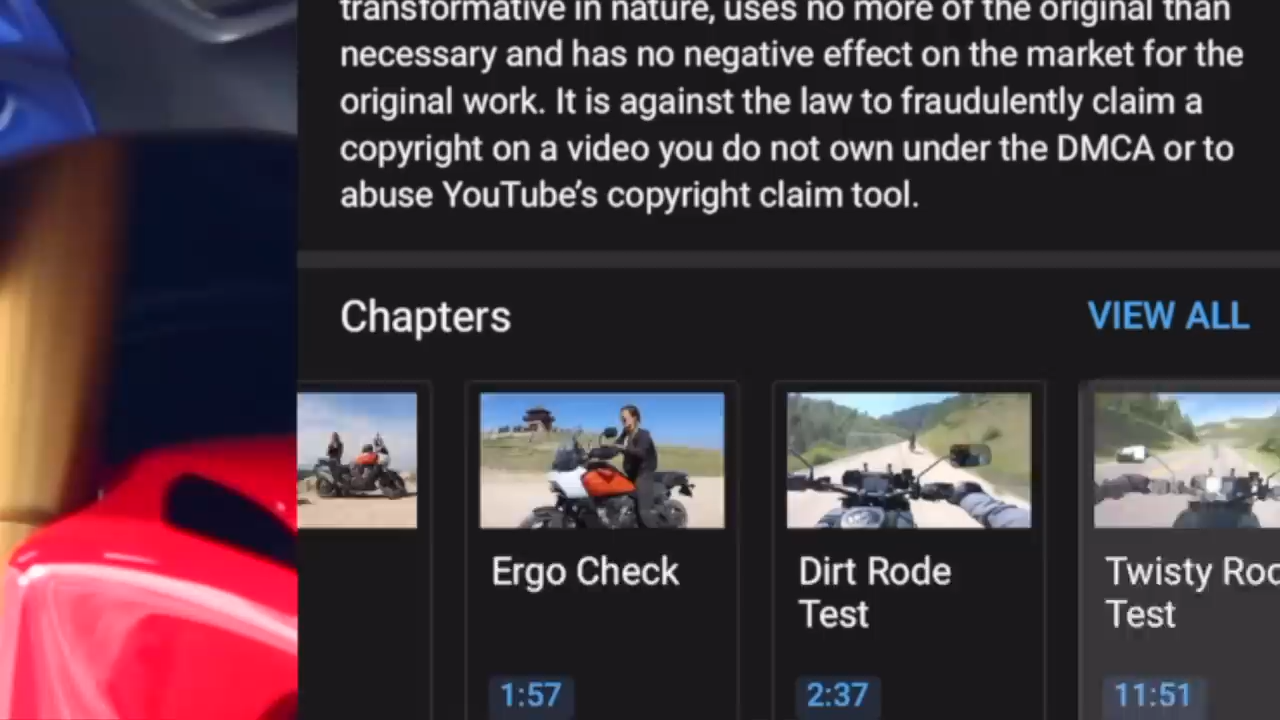 transformative in nature, uses no more of the original than
necessary and has no negative effect on the market for the
original work. It is against the law to fraudulently claim a
copyright on a video you do not own under the DMCA or to
abuse YouTube’s copyright claim tool.
Chapters
VIEW ALL
Ergo Check
Dirt Rode
Test
Twisty Roo
Test
1:57
2:37
11:51